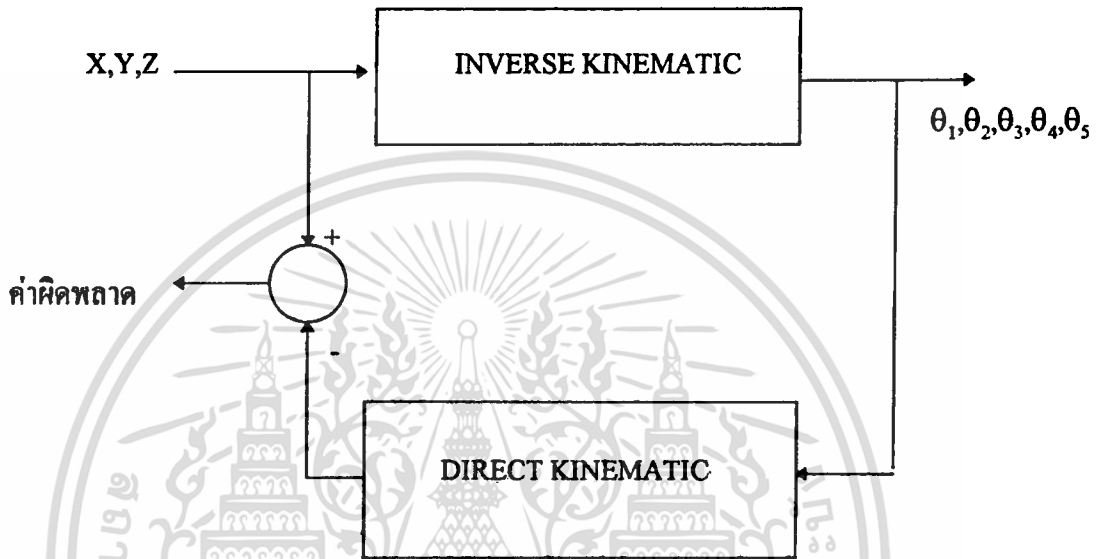 X,Y,Z
INVERSE KINEMATIC
θ₁,θ₂,θ₃,θ₄,θ₅
+
ค่าผิดพลาด
-
DIRECT KINEMATIC